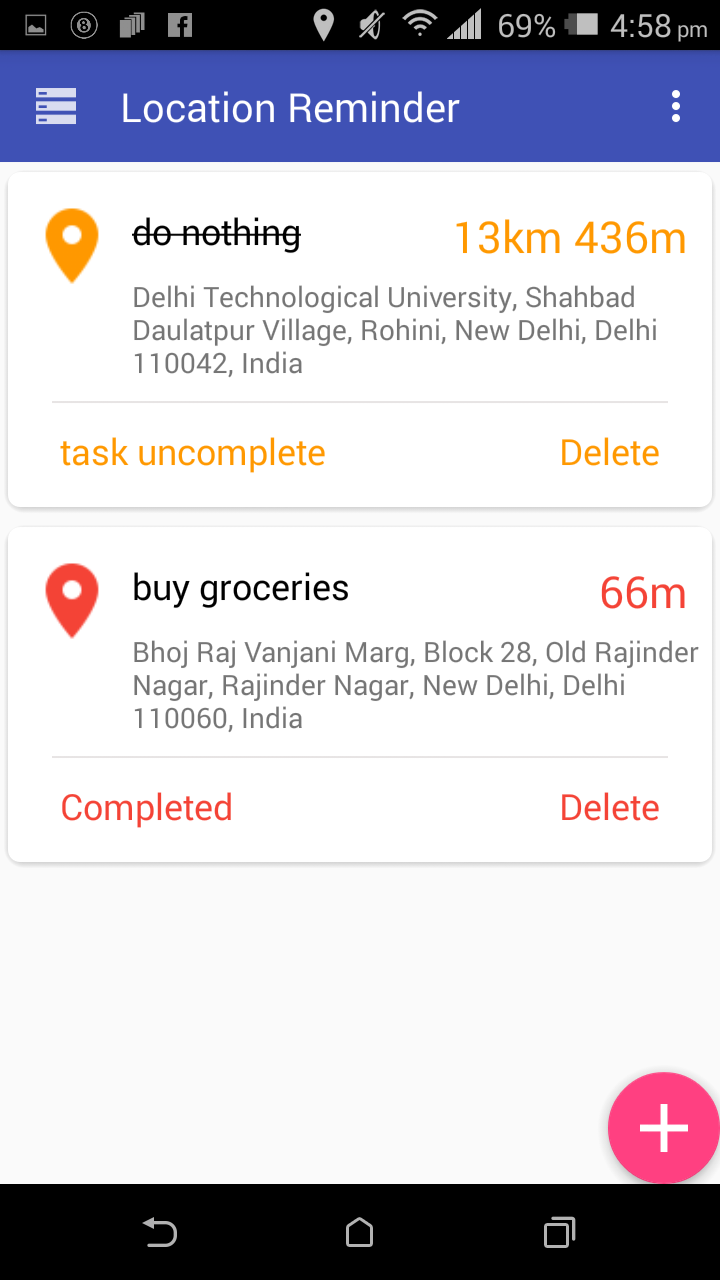 69% 4:58 pm
Location Reminder
do nothing 13km 436m
Delhi Technological University, Shahbad
Daulatpur Village, Rohini, New Delhi, Delhi
110042, India
task uncomplete Delete
buy groceries 66m
Bhoj Raj Vanjani Marg, Block 28, Old Rajinder
Nagar, Rajinder Nagar, New Delhi, Delhi
110060, India
Completed Delete